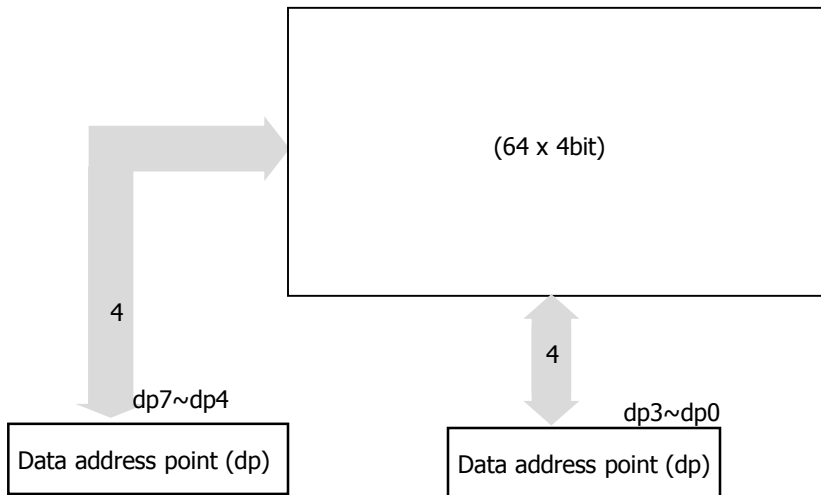 (64 x 4bit)
4
4
dp7~dp4
dp3~dp0
Data address point (dp)
Data address point (dp)